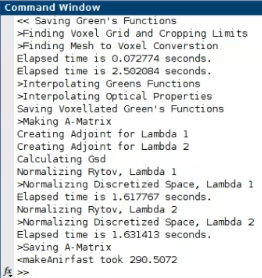 Command Window
<< Saving Green's Functions
>Finding Voxel Grid and Cropping Limits
>Finding Mesh to Voxel Converstion
Elapsed time is 0.072774 seconds.
Elapsed time is 2.502084 seconds.
>Interpolating Greens Functions
>Interpolating Optical Properties
Saving Voxellated Green's Functions
>Making A-Matrix
Creating Adjoint for Lambda 1
Creating Adjoint for Lambda 2
Calculating Gsd
Normalizing Rytov, Lambda 1
>Normalizing Discretized Space, Lambda 1
Elapsed time is 1.617767 seconds.
Normalizing Rytov, Lambda 2
>Normalizing Discretized Space, Lambda 2
Elapsed time is 1.631413 seconds.
>Saving A-Matrix
<makeAnirfast took 290.5072
fx >>